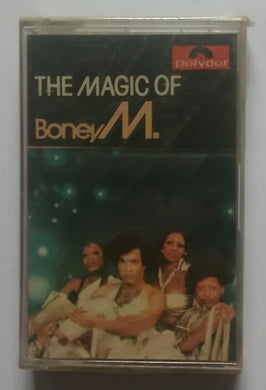 polydor
THE MAGIC OF
Boney M.